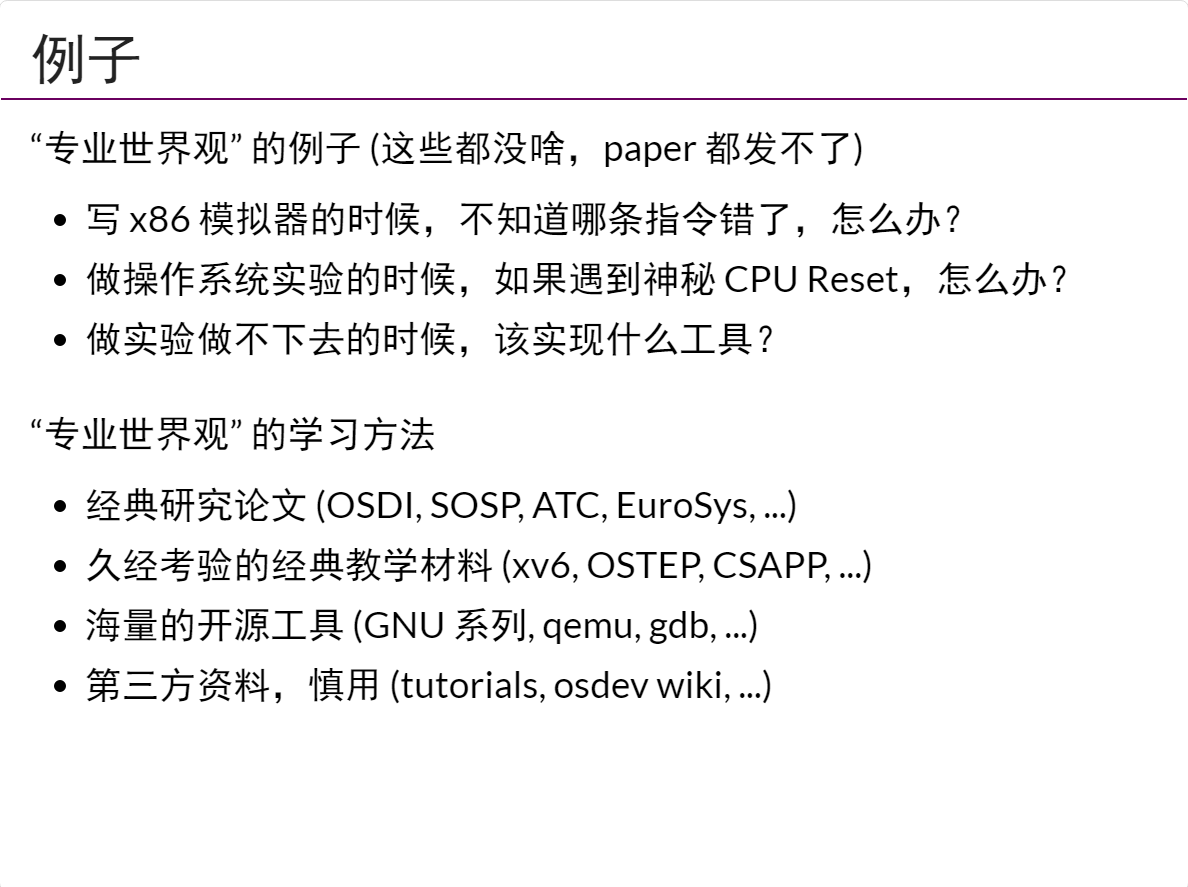 例子
“专业世界观” 的例子 (这些都没啥，paper 都发不了)
• 写 x86 模拟器的时候，不知道哪条指令错了，怎么办？
• 做操作系统实验的时候，如果遇到神秘 CPU Reset，怎么办？
• 做实验做不下去的时候，该实现什么工具？
“专业世界观” 的学习方法
• 经典研究论文 (OSDI, SOSP, ATC, EuroSys, ...)
• 久经考验的经典教学材料 (xv6, OSTEP, CSAPP, ...)
• 海量的开源工具 (GNU 系列, qemu, gdb, ...)
• 第三方资料，慎用 (tutorials, osdev wiki, ...)